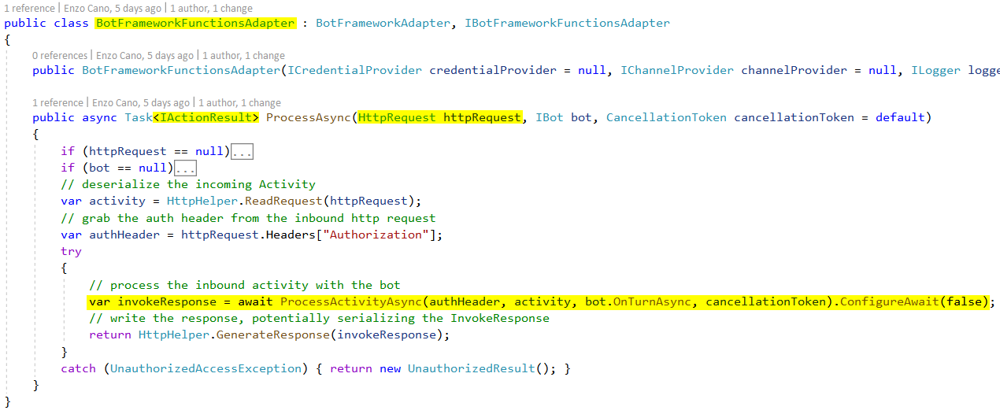 1 reference | Enzo Cano, 5 days ago | 1 author, 1 change
public class BotFrameworkFunctionsAdapter : BotFrameworkAdapter, IBotFrameworkFunctionsAdapter
{
0 references | Enzo Cano, 5 days ago | 1 author, 1 change
public BotFrameworkFunctionsAdapter(ICredentialProvider credentialProvider = null, IChannelProvider channelProvider = null, ILogger logge
1 reference | Enzo Cano, 5 days ago | 1 author, 1 change
public async Task<IActionResult> ProcessAsync(HttpRequest httpRequest, IBot bot, CancellationToken cancellationToken = default)
{
if (httpRequest == null)...
if (bot == null)...
// deserialize the incoming Activity
var activity = HttpHelper.ReadRequest(httpRequest);
// grab the auth header from the inbound http request
var authHeader = httpRequest.Headers["Authorization"];
try
{
// process the inbound activity with the bot
var invokeResponse = await ProcessActivityAsync(authHeader, activity, bot.OnTurnAsync, cancellationToken).ConfigureAwait(false);
// write the response, potentially serializing the InvokeResponse
return HttpHelper.GenerateResponse(invokeResponse);
}
catch (UnauthorizedAccessException) { return new UnauthorizedResult(); }
}
}